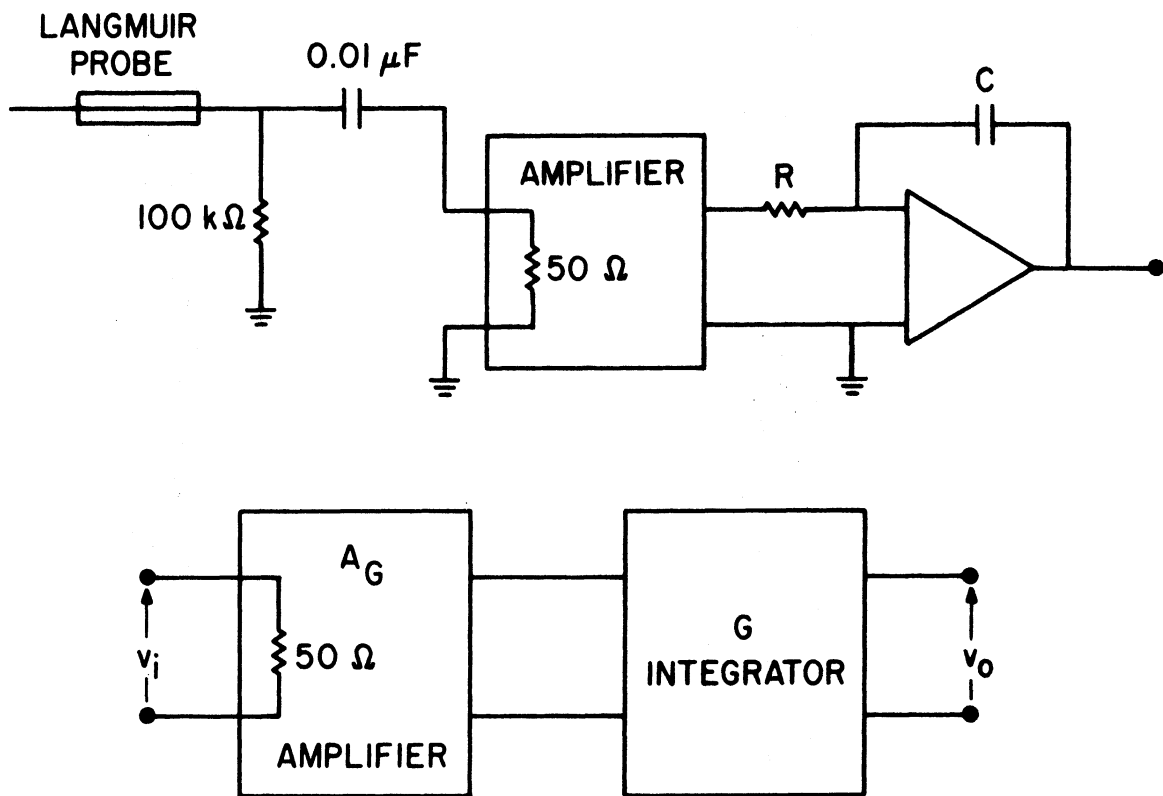 LANGMUIR
PROBE
0.01 μF
C
AMPLIFIER
R
100 kΩ
50 Ω
A_G
G
50 Ω
v_i
INTEGRATOR
v_o
AMPLIFIER